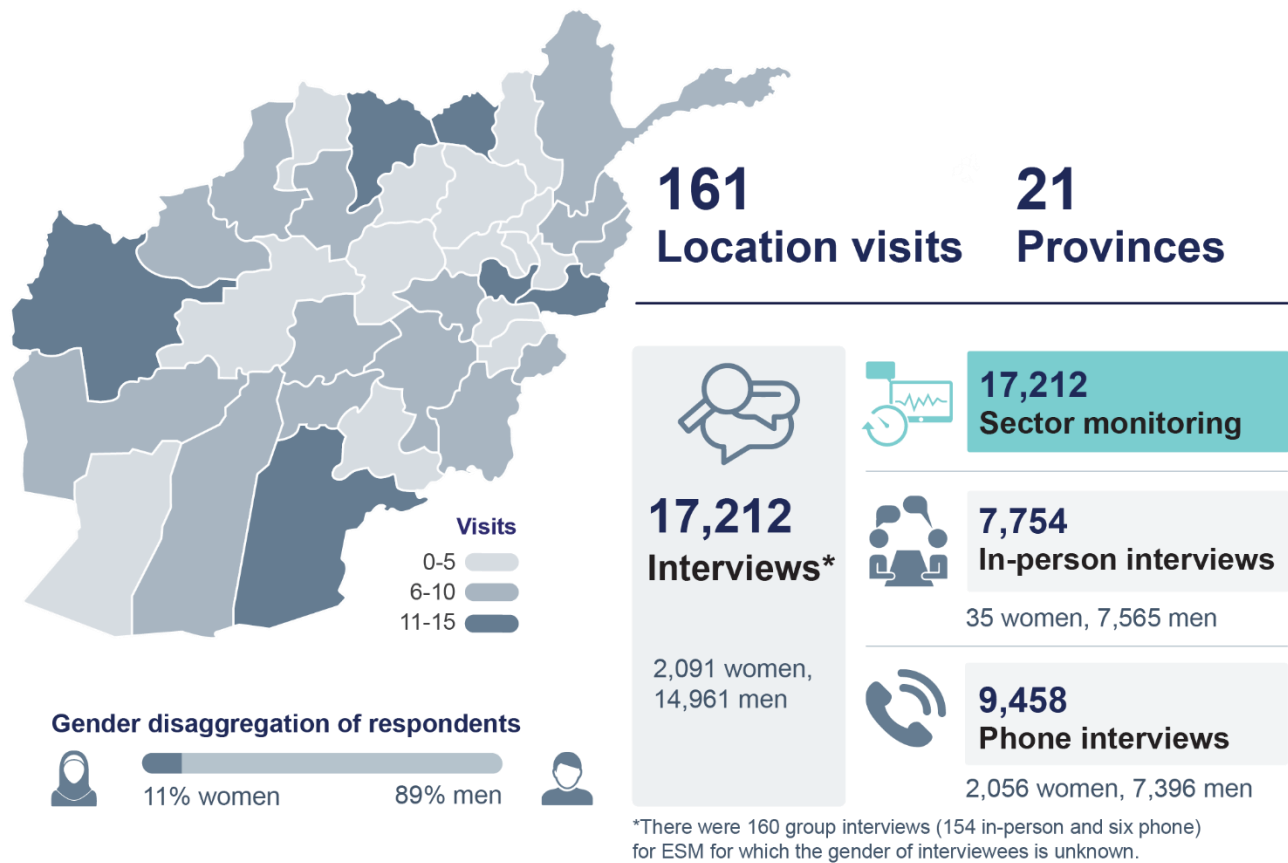 161
Location visits
21
Provinces
Visits
0-5
6-10
11-15
17,212
Interviews*
2,091 women,
14,961 men
17,212
Sector monitoring
7,754
In-person interviews
35 women, 7,565 men
9,458
Phone interviews
2,056 women, 7,396 men
Gender disaggregation of respondents
11% women
89% men
*There were 160 group interviews (154 in-person and six phone)
for ESM for which the gender of interviewees is unknown.